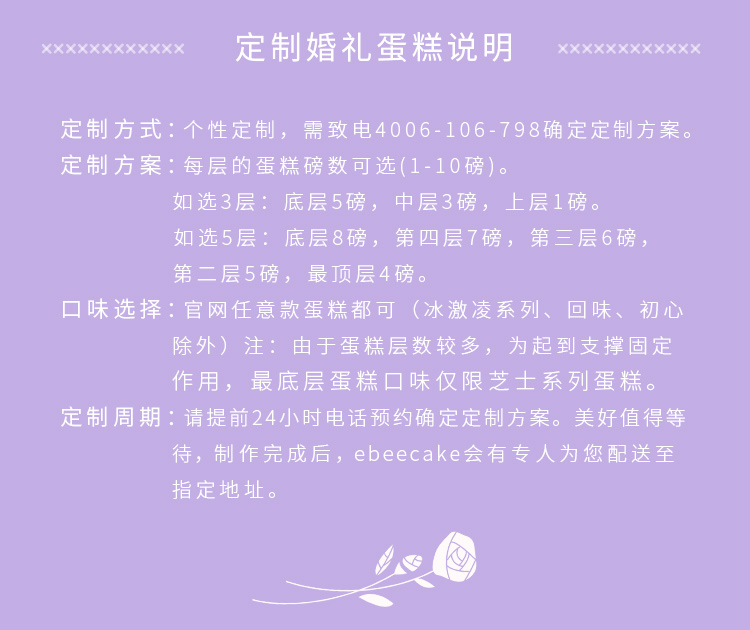 ××××××××××××  定制婚礼蛋糕说明  ××××××××××××
定制方式：个性定制，需致电4006-106-798确定定制方案。
定制方案：每层的蛋糕磅数可选(1-10磅)。
如选3层：底层5磅，中层3磅，上层1磅。
如选5层：底层8磅，第四层7磅，第三层6磅，
第二层5磅，最顶层4磅。
口味选择：官网任意款蛋糕都可（冰激凌系列、回味、初心
除外）注：由于蛋糕层数较多，为起到支撑固定
作用，最底层蛋糕口味仅限芝士系列蛋糕。
定制周期：请提前24小时电话预约确定定制方案。美好值得等
待，制作完成后，ebeecake会有专人为您配送至
指定地址。